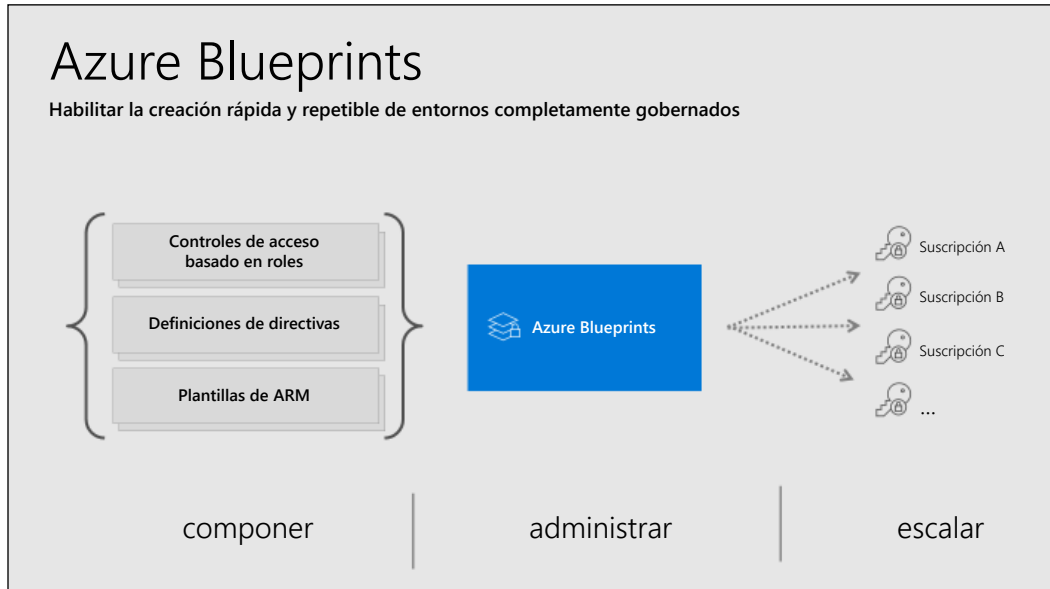 Azure Blueprints
Habilitar la creación rápida y repetible de entornos completamente gobernados
Controles de acceso
basado en roles
Definiciones de directivas
Plantillas de ARM
Azure Blueprints
Suscripción A
Suscripción B
Suscripción C
...
componer
administrar
escalar